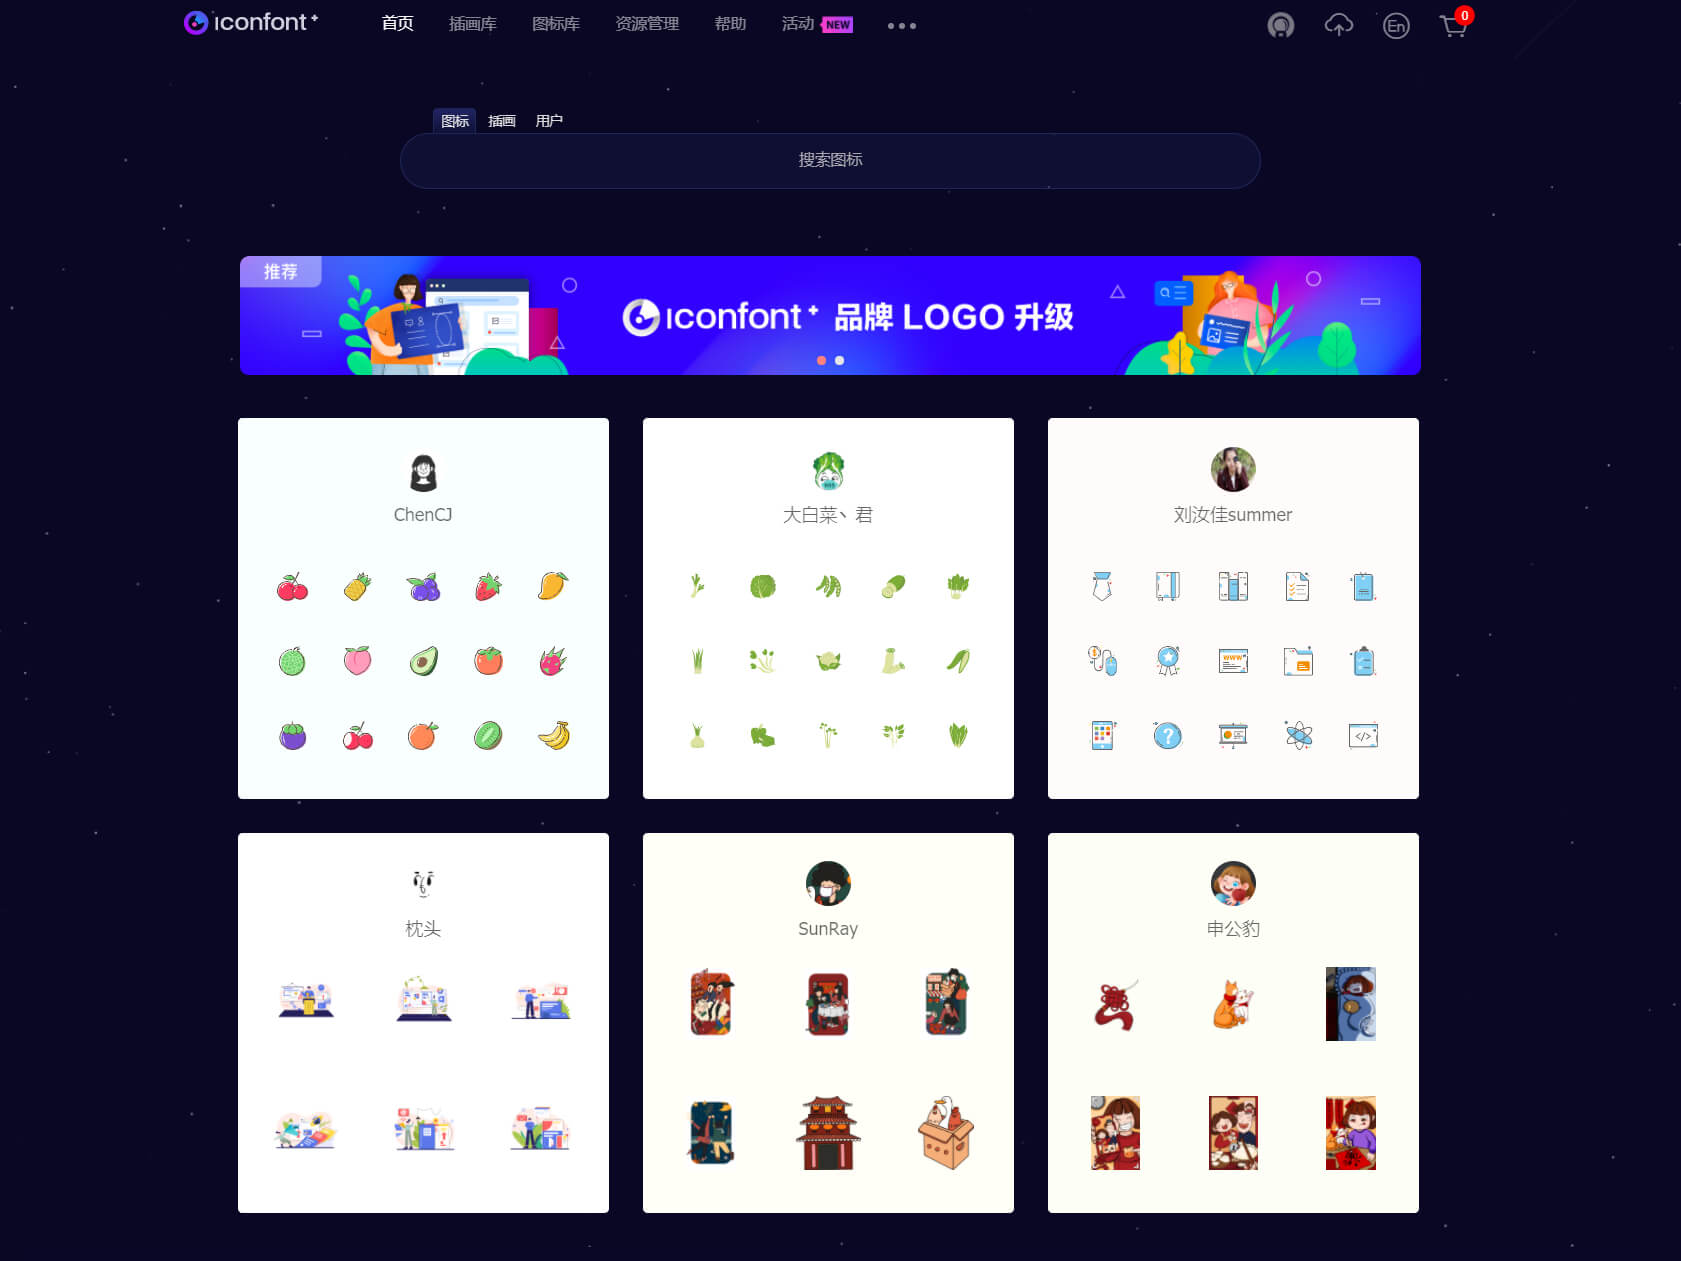 iconfont+
首页 插画库 图标库 资源管理 帮助 活动 NEW
En
0
图标 插画 用户
搜索图标
推荐
iconfont+ 品牌 LOGO 升级
ChenCJ
大白菜丶君
刘汝佳summer
www
?
</>
枕头
SunRay
申公豹